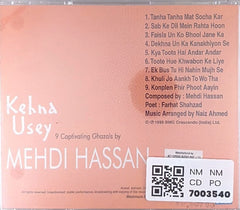 1. Tanha Tanha Mat Socha Kar
2. Sab Ke Dil Mein Rahta Hoon
3. Faisla Un Ko Bhool Jane Ka
4. Dekhna Un Ka Kanakhiyon Se
5. Kya Toota Hai Andar Andar
6. Toote Hue Khwabon Ke Liye
7. Ek Bus Tu Hi Nahin Mujh Se
8. Khuli Jo Aankh To Wo Tha
9. Konplen Phir Phoot Aayin
Composed by : Mehdi Hassan
Poet : Farhat Shahzad
Music Arranged by Niaz Ahmed
Kehna
Usey
9 Captivating Ghazals by
MEHDI HASSAN
NM NM
CD PO
7003540